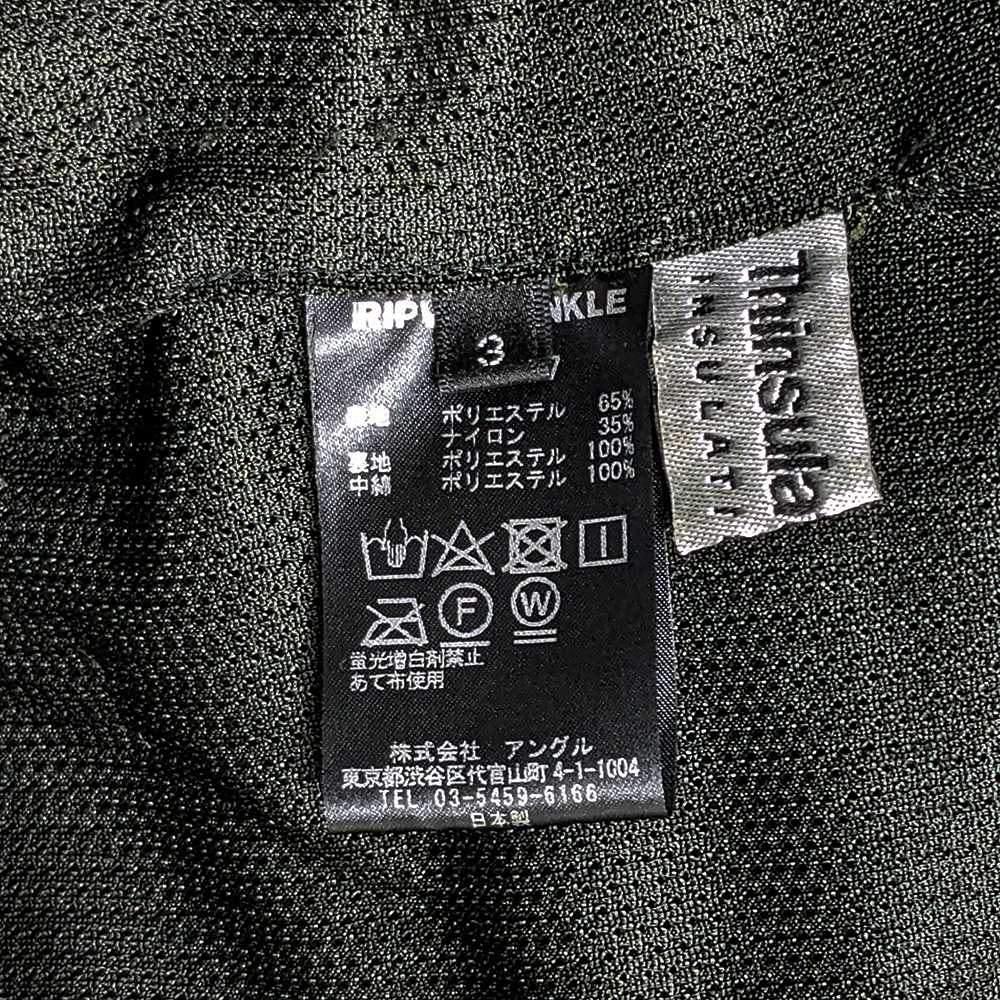 RIP NKLE
3
7
ポリエステル 65%
ナイロン 35%
裏地 ポリエステル 100%
中綿 ポリエステル 100%
F
W
蛍光増白剤禁止
あて布使用
株式会社 アングル
東京都渋谷区代官山町4-1-1004
TEL 03-5459-6166
日本製
Thinsula
INSULATI